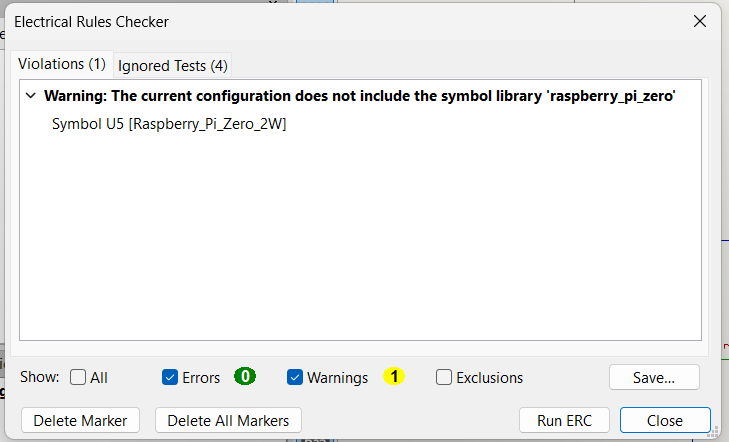 Electrical Rules Checker
Violations (1)
Ignored Tests (4)
Warning: The current configuration does not include the symbol library 'raspberry_pi_zero'
Symbol U5 [Raspberry_Pi_Zero_2W]
Show: All Errors 0 Warnings 1 Exclusions Save...
Delete Marker Delete All Markers Run ERC Close